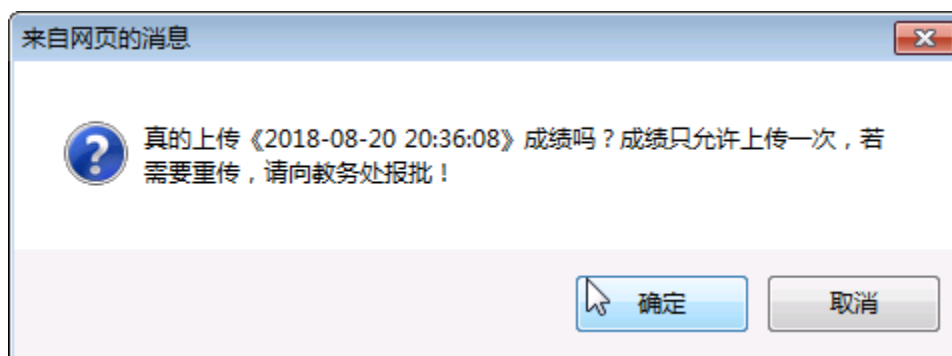 来自网页的消息
真的上传《2018-08-20 20:36:08》成绩吗？成绩只允许上传一次，若
需要重传，请向教务处报批！
确定
取消